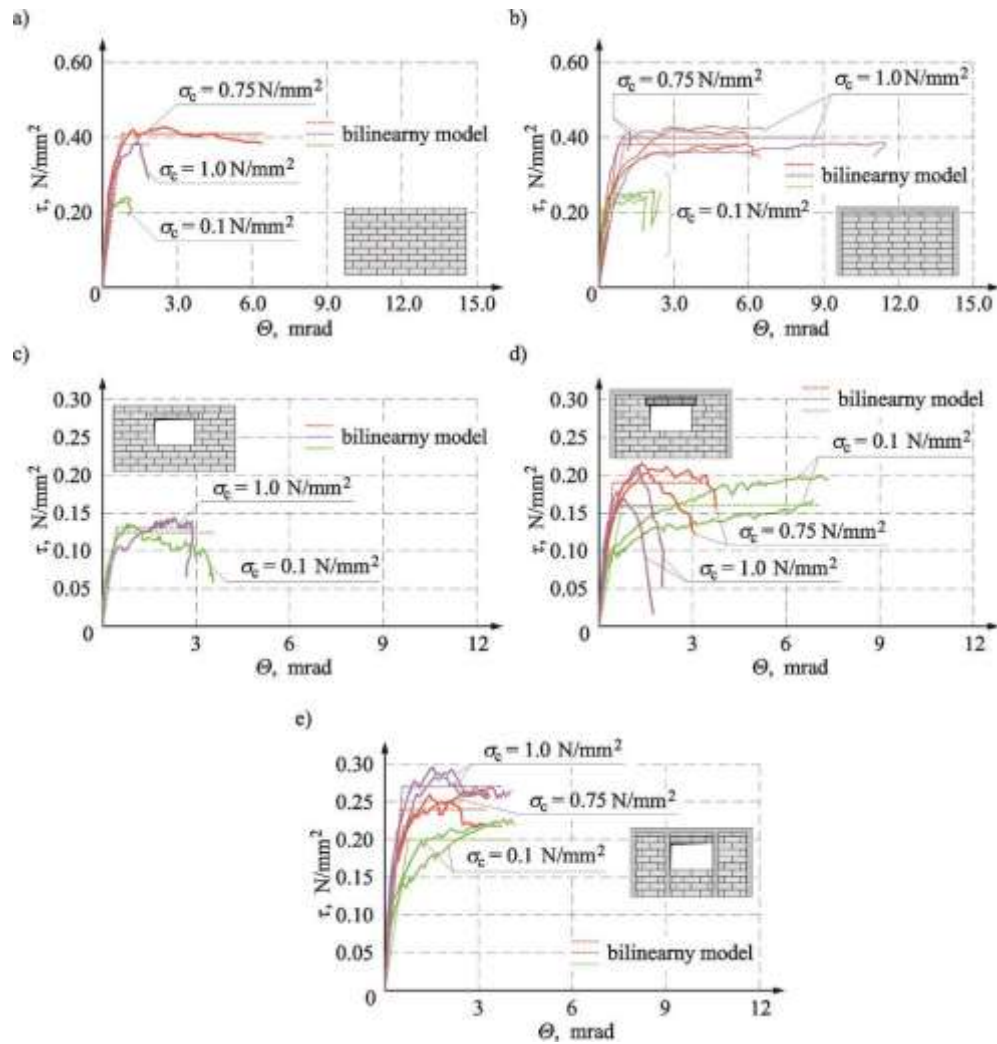 a)
τ, N/mm²
0.60
0.40
0.20
0
σc = 0.75 N/mm²
bilinearny model
σc = 1.0 N/mm²
σc = 0.1 N/mm²
3.0 6.0 9.0 12.0 15.0
Θ, mrad
b)
τ, N/mm²
0.60
0.40
0.20
0
σc = 0.75 N/mm²
σc = 1.0 N/mm²
bilinearny model
σc = 0.1 N/mm²
3.0 6.0 9.0 12.0 15.0
Θ, mrad
c)
τ, N/mm²
0.30
0.25
0.20
0.15
0.10
0.05
0
bilinearny model
σc = 1.0 N/mm²
σc = 0.1 N/mm²
3 6 9 12
Θ, mrad
d)
τ, N/mm²
0.30
0.25
0.20
0.15
0.10
0.05
0
bilinearny model
σc = 0.1 N/mm²
σc = 0.75 N/mm²
σc = 1.0 N/mm²
3 6 9 12
Θ, mrad
e)
τ, N/mm²
0.30
0.25
0.20
0.15
0.10
0.05
0
σc = 1.0 N/mm²
σc = 0.75 N/mm²
σc = 0.1 N/mm²
bilinearny model
3 6 9 12
Θ, mrad